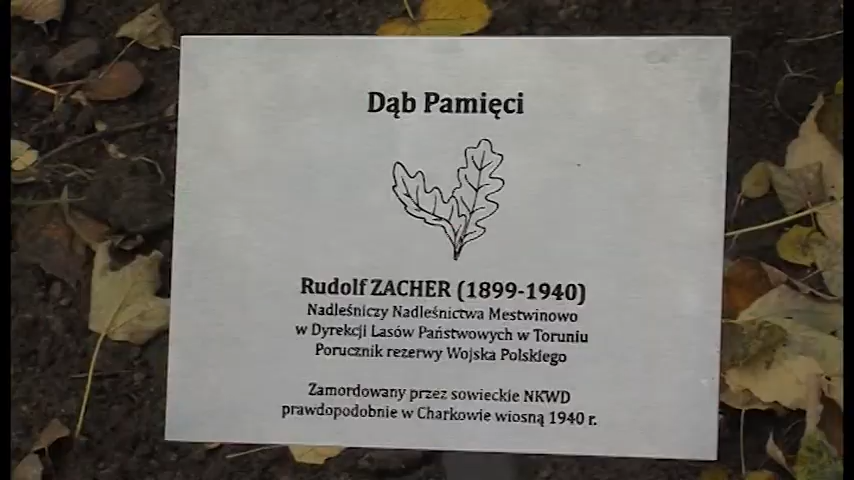 Dąb Pamięci
Rudolf ZACHER (1899-1940)
Nadleśniczy Nadleśnictwa Mestwinowo
w Dyrekcji Lasów Państwowych w Toruniu
Porucznik rezerwy Wojska Polskiego
Zamordowany przez sowieckie NKWD
prawdopodobnie w Charkowie wiosną 1940 r.